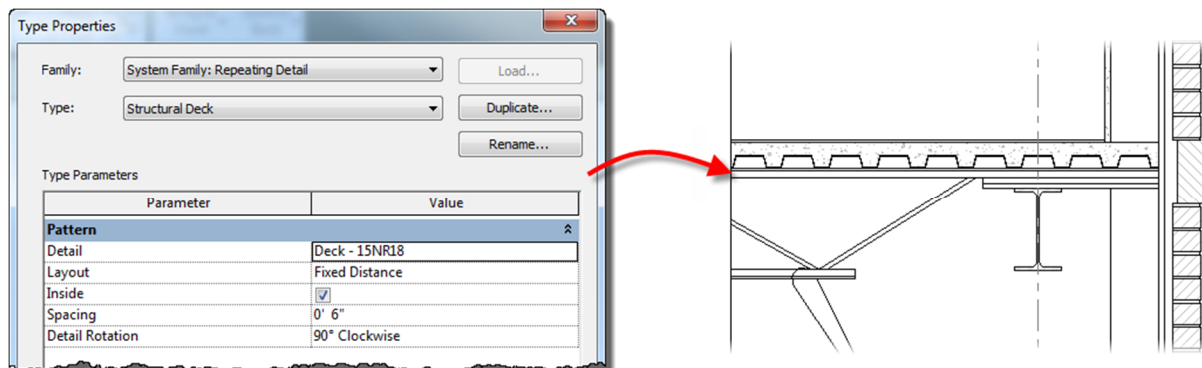 Type Properties
Family: System Family: Repeating Detail Load...
Type: Structural Deck Duplicate...
Rename...
Type Parameters
Parameter Value
Pattern
Detail Deck - 15NR18
Layout Fixed Distance
Inside
Spacing 0' 6"
Detail Rotation 90° Clockwise